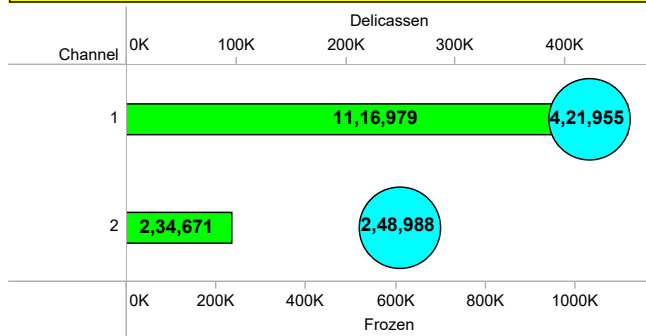 Delicassen
Channel
0K 100K 200K 300K 400K
1 11,16,979 4,21,955
2 2,34,671 2,48,988
0K 200K 400K 600K 800K 1000K
Frozen